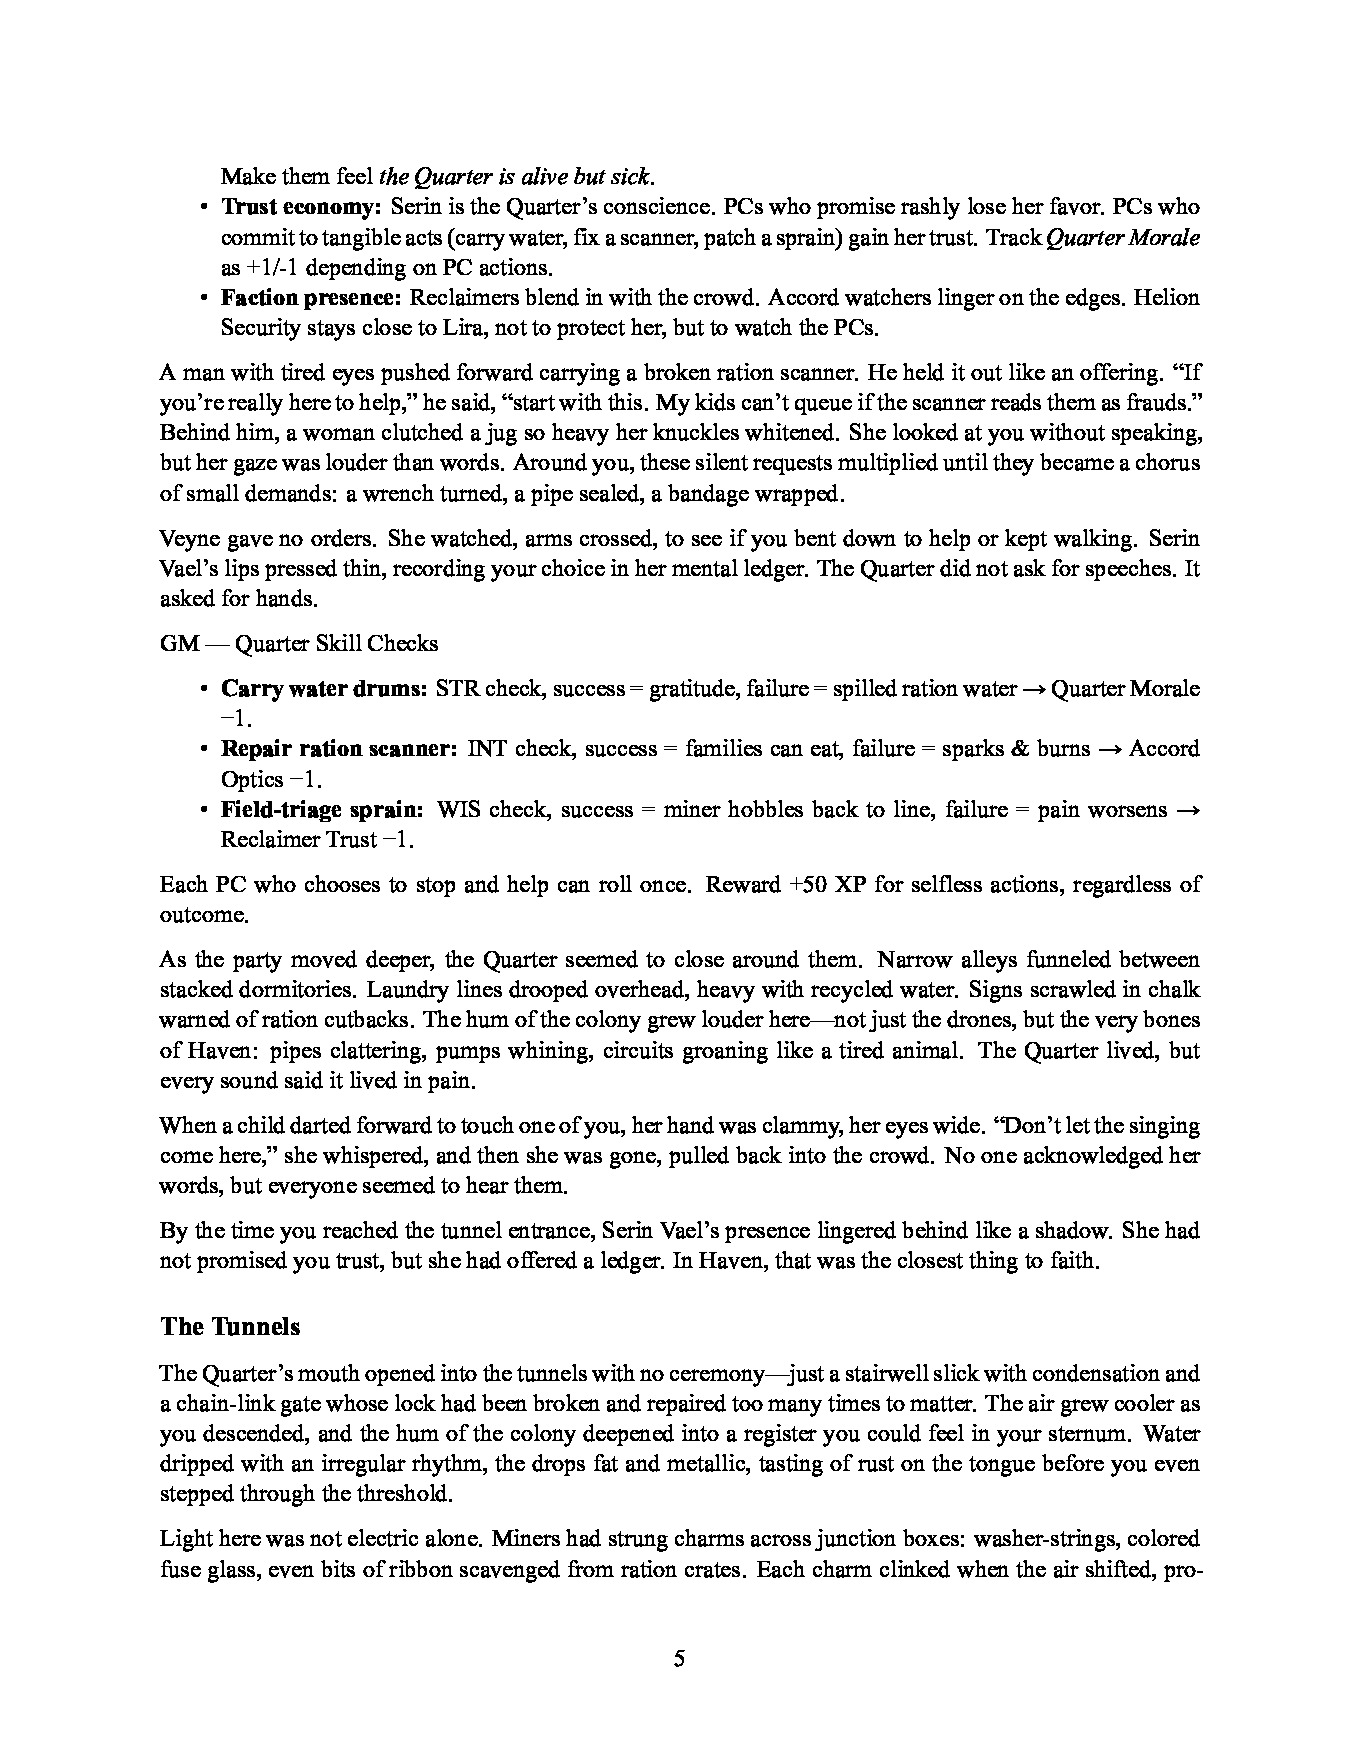 Make them feel the Quarter is alive but sick.
• Trust economy: Serin is the Quarter’s conscience. PCs who promise rashly lose her favor. PCs who
commit to tangible acts (carry water, fix a scanner, patch a sprain) gain her trust. Track Quarter Morale
as +1/-1 depending on PC actions.
• Faction presence: Reclaimers blend in with the crowd. Accord watchers linger on the edges. Helion
Security stays close to Lira, not to protect her, but to watch the PCs.
A man with tired eyes pushed forward carrying a broken ration scanner. He held it out like an offering. “If
you’re really here to help,” he said, “start with this. My kids can’t queue if the scanner reads them as frauds.”
Behind him, a woman clutched a jug so heavy her knuckles whitened. She looked at you without speaking,
but her gaze was louder than words. Around you, these silent requests multiplied until they became a chorus
of small demands: a wrench turned, a pipe sealed, a bandage wrapped.
Veyne gave no orders. She watched, arms crossed, to see if you bent down to help or kept walking. Serin
Vael’s lips pressed thin, recording your choice in her mental ledger. The Quarter did not ask for speeches. It
asked for hands.
GM — Quarter Skill Checks
• Carry water drums: STR check, success = gratitude, failure = spilled ration water → Quarter Morale
−1.
• Repair ration scanner: INT check, success = families can eat, failure = sparks & burns → Accord
Optics −1.
• Field-triage sprain: WIS check, success = miner hobbles back to line, failure = pain worsens →
Reclaimer Trust −1.
Each PC who chooses to stop and help can roll once. Reward +50 XP for selfless actions, regardless of
outcome.
As the party moved deeper, the Quarter seemed to close around them. Narrow alleys funneled between
stacked dormitories. Laundry lines drooped overhead, heavy with recycled water. Signs scrawled in chalk
warned of ration cutbacks. The hum of the colony grew louder here—not just the drones, but the very bones
of Haven: pipes clattering, pumps whining, circuits groaning like a tired animal. The Quarter lived, but
every sound said it lived in pain.
When a child darted forward to touch one of you, her hand was clammy, her eyes wide. “Don’t let the singing
come here,” she whispered, and then she was gone, pulled back into the crowd. No one acknowledged her
words, but everyone seemed to hear them.
By the time you reached the tunnel entrance, Serin Vael’s presence lingered behind like a shadow. She had
not promised you trust, but she had offered a ledger. In Haven, that was the closest thing to faith.
The Tunnels
The Quarter’s mouth opened into the tunnels with no ceremony—just a stairwell slick with condensation and
a chain-link gate whose lock had been broken and repaired too many times to matter. The air grew cooler as
you descended, and the hum of the colony deepened into a register you could feel in your sternum. Water
dripped with an irregular rhythm, the drops fat and metallic, tasting of rust on the tongue before you even
stepped through the threshold.
Light here was not electric alone. Miners had strung charms across junction boxes: washer-strings, colored
fuse glass, even bits of ribbon scavenged from ration crates. Each charm clinked when the air shifted, pro-
5